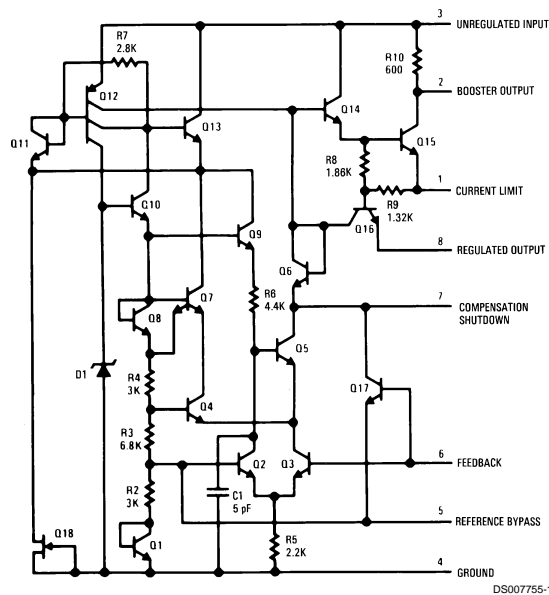 3 UNREGULATED INPUT
R7
2.8K
R10
600
Q12
Q14
2 BOOSTER OUTPUT
Q11
Q13
Q15
R8
1.86K
1 CURRENT LIMIT
R9
1.32K
Q10
Q9
Q16
8 REGULATED OUTPUT
Q6
R6
4.4K
7 COMPENSATION
SHUTDOWN
Q7
Q8
Q5
D1
R4
3K
Q17
Q4
R3
6.8K
Q2
Q3
6 FEEDBACK
R2
3K
C1
5 pF
5 REFERENCE BYPASS
Q18
Q1
R5
2.2K
4 GROUND
DS007755-1